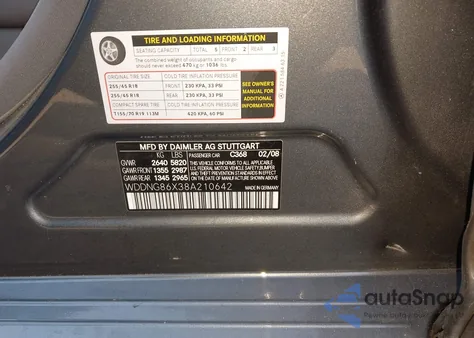 TIRE AND LOADING INFORMATION
SEATING CAPACITY TOTAL 5 FRONT 2 REAR 3
The combined weight of occupants and cargo
should never exceed 470 kg or 1036 lbs.
ORIGINAL TIRE SIZE COLD TIRE INFLATION PRESSURE
255/45 R18 FRONT 230 KPA, 33 PSI
255/45 R18 REAR 230 KPA, 33 PSI
COMPACT SPARE TIRE COLD TIRE INFLATION PRESSURE
T155/70 R19 113M 420 KPA, 60 PSI
SEE OWNER'S
MANUAL FOR
ADDITIONAL
INFORMATION
MFD BY DAIMLER AG STUTTGART
KG LBS PASSENGER CAR C368 02/08
GVWR 2640 5820
GAWR FRONT 1355 2987
GAWR REAR 1345 2965
THIS VEHICLE CONFORMS TO ALL APPLICABLE
U.S. FEDERAL MOTOR VEHICLE SAFETY, BUMPER,
AND THEFT PREVENTION STANDARDS IN EFFECT
ON THE DATE OF MANUFACTURE SHOWN ABOVE
WDDNG86X38A210642 MADE IN GERMANY
autoSnap